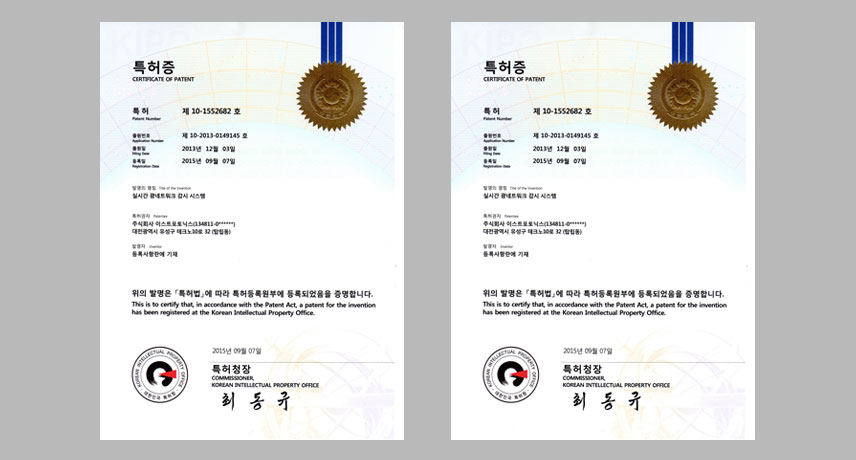 특허증
CERTIFICATE OF PATENT
특 허 제 10-1552682 호
Patent Number
출원번호 제 10-2013-0149145 호
Application Number
출원일 2013년 12월 03일
Filing Date
등록일 2015년 09월 07일
Registration Date
발명의 명칭 Title of the Invention
실시간 광네트워크 감시 시스템
특허권자 Patentee
주식회사 이스트포토닉스(134811-0******)
대전광역시 유성구 테크노10로 32 (탑립동)
발명자 Inventor
등록사항란에 기재
위의 발명은 「특허법」에 따라 특허등록원부에 등록되었음을 증명합니다.
This is to certify that, in accordance with the Patent Act, a patent for the invention
has been registered at the Korean Intellectual Property Office.
2015년 09월 07일
특허청장
COMMISSIONER,
KOREAN INTELLECTUAL PROPERTY OFFICE
최동규
KOREAN INTELLECTUAL PROPERTY OFFICE
대한민국 특허청
특허증
CERTIFICATE OF PATENT
특 허 제 10-1552682 호
Patent Number
출원번호 제 10-2013-0149145 호
Application Number
출원일 2013년 12월 03일
Filing Date
등록일 2015년 09월 07일
Registration Date
발명의 명칭 Title of the Invention
실시간 광네트워크 감시 시스템
특허권자 Patentee
주식회사 이스트포토닉스(134811-0******)
대전광역시 유성구 테크노10로 32 (탑립동)
발명자 Inventor
등록사항란에 기재
위의 발명은 「특허법」에 따라 특허등록원부에 등록되었음을 증명합니다.
This is to certify that, in accordance with the Patent Act, a patent for the invention
has been registered at the Korean Intellectual Property Office.
2015년 09월 07일
특허청장
COMMISSIONER,
KOREAN INTELLECTUAL PROPERTY OFFICE
최동규
KOREAN INTELLECTUAL PROPERTY OFFICE
대한민국 특허청